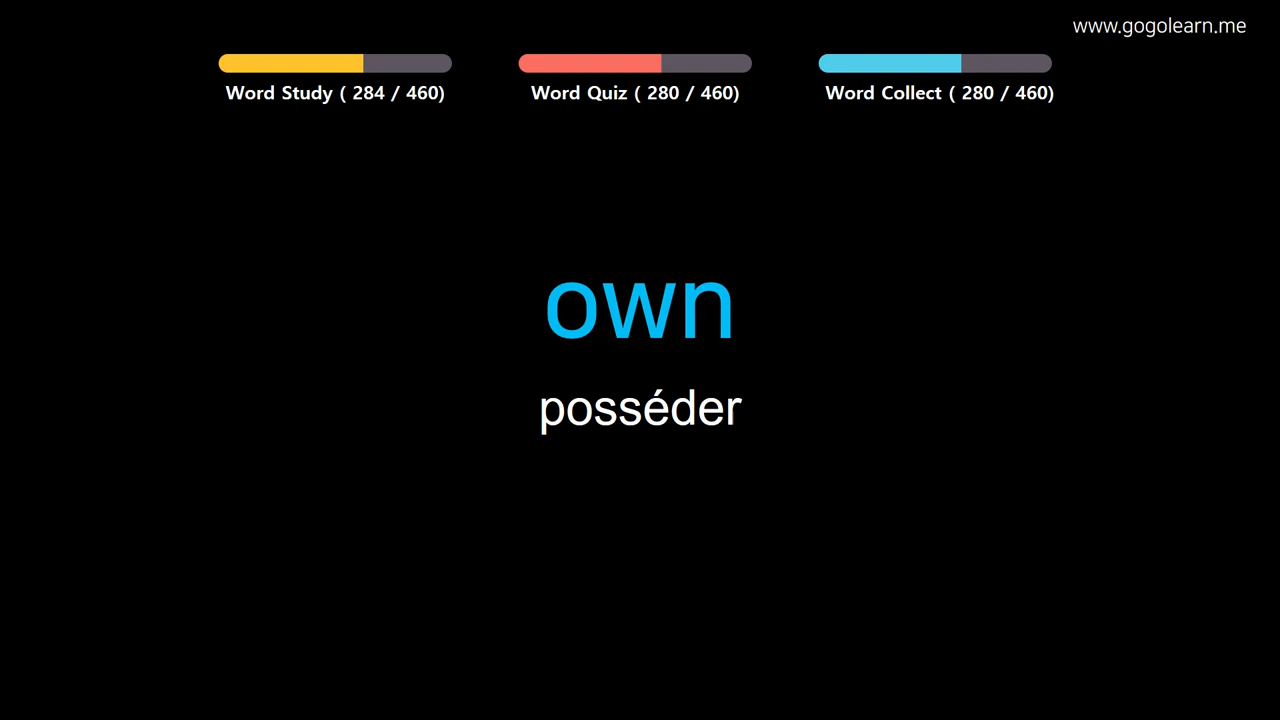 www.gogolearn.me
Word Study ( 284 / 460)
Word Quiz ( 280 / 460)
Word Collect ( 280 / 460)
own
posséder